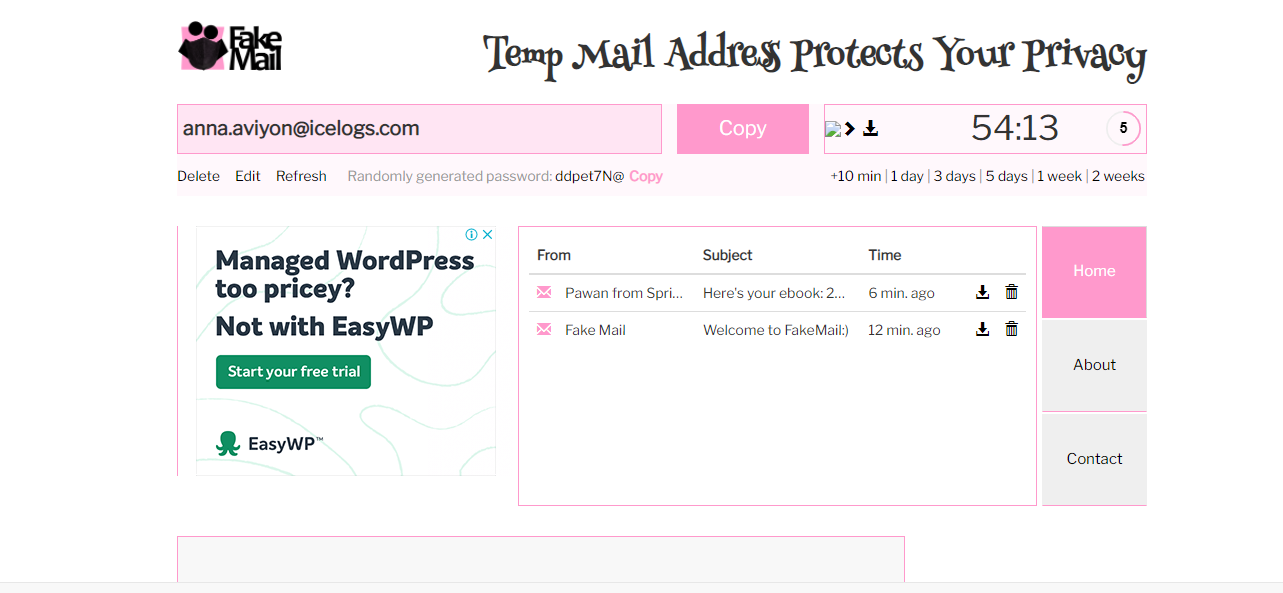 Fake
Mail
Temp Mail Address Protects Your Privacy
anna.aviyon@icelogs.com
Copy
54:13
5
Delete Edit Refresh Randomly generated password: ddpet7N@ Copy
+10 min | 1 day | 3 days | 5 days | 1 week | 2 weeks
Managed WordPress
too pricey?
Not with EasyWP
Start your free trial
EasyWP™
From Subject Time
Pawan from Spri... Here's your ebook: 2... 6 min. ago
Fake Mail Welcome to FakeMail:) 12 min. ago
Home
About
Contact